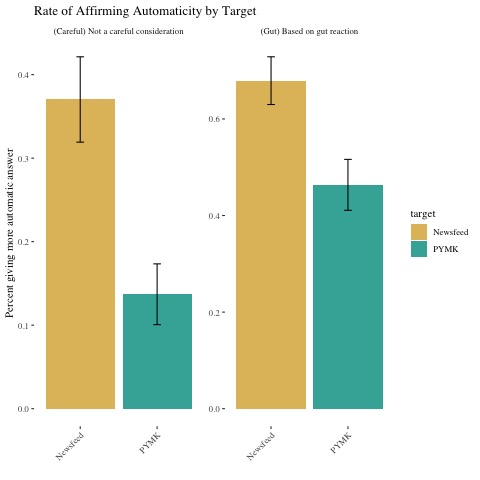 Rate of Affirming Automaticity by Target
(Careful) Not a careful consideration
(Gut) Based on gut reaction
Percent giving more automatic answer
0.4
0.3
0.2
0.1
0.0
0.6
0.4
0.2
0.0
Newsfeed
PYMK
Newsfeed
PYMK
target
Newsfeed
PYMK